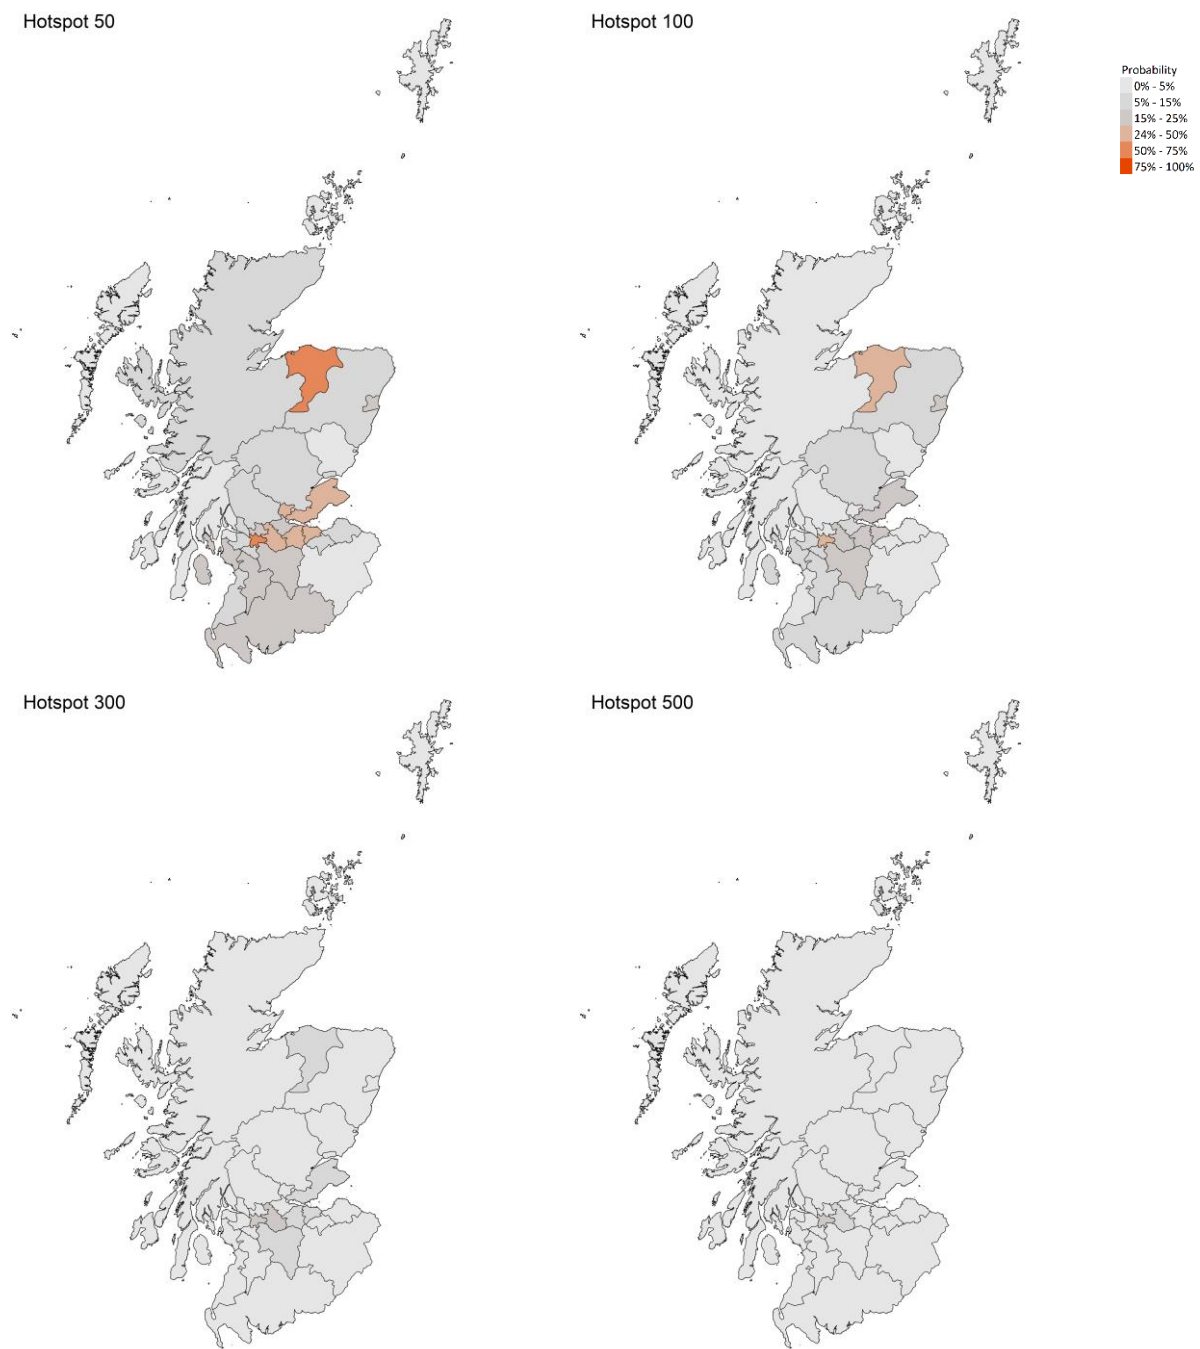 Hotspot 50
Hotspot 100
Probability
0% - 5%
5% - 15%
15% - 25%
24% - 50%
50% - 75%
75% - 100%
Hotspot 300
Hotspot 500